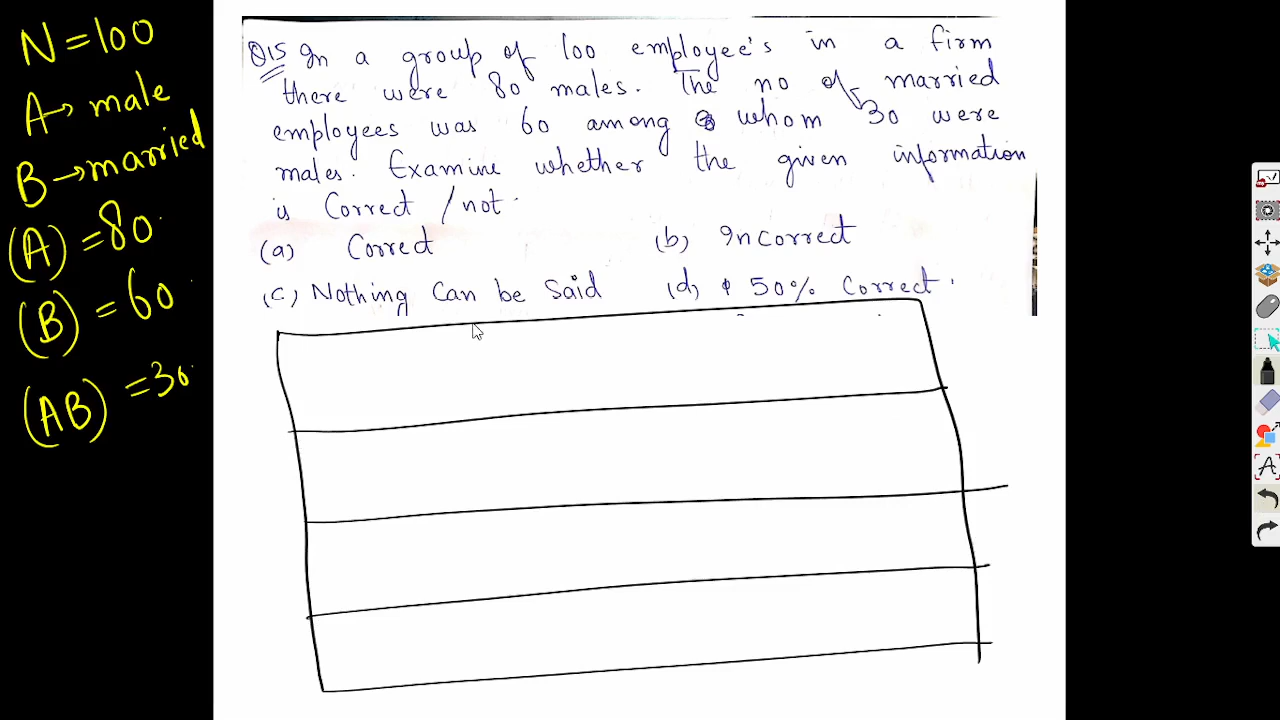 N=100
A→ male
B→married
(A) = 80
(B) = 60
(AB) = 30
Q15 In a group of 100 employee's in a firm
there were 80 males. The no of married
employees was 60 among whom 30 were
males. Examine whether the given information
is Correct / not.
(a) Correct (b) Incorrect
(c) Nothing Can be Said (d) 50% Correct.